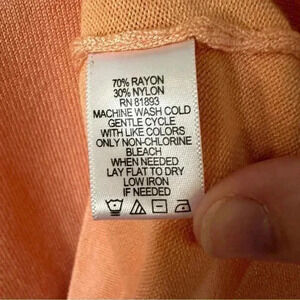 70% RAYON
30% NYLON
RN 81893
MACHINE WASH COLD
GENTLE CYCLE
WITH LIKE COLORS
ONLY NON-CHLORINE
BLEACH
WHEN NEEDED
LAY FLAT TO DRY
LOW IRON
IF NEEDED